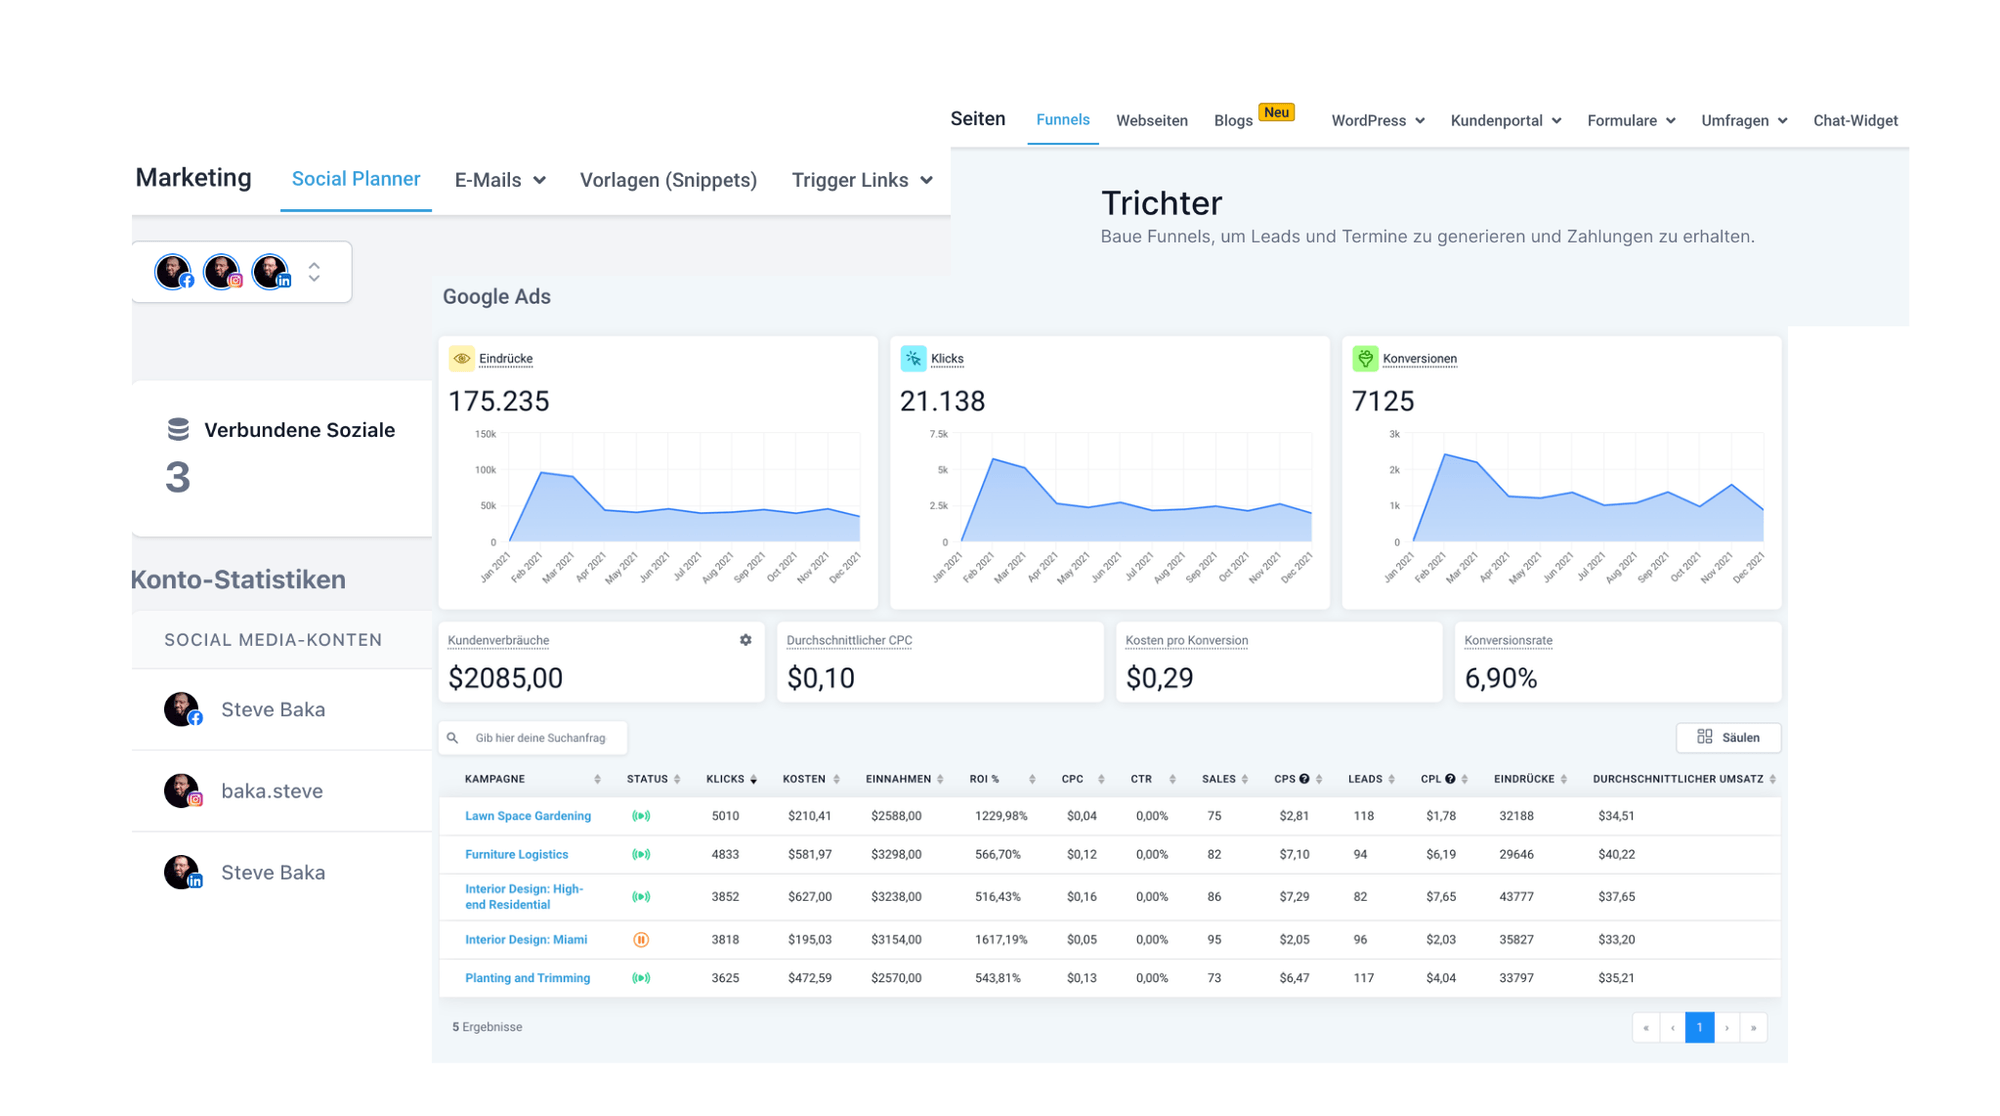 Seiten Funnels Webseiten Blogs Neu WordPress Kundenportal Formulare Umfragen Chat-Widget
Marketing Social Planner E-Mails Vorlagen (Snippets) Trigger Links
Trichter
Baue Funnels, um Leads und Termine zu generieren und Zahlungen zu erhalten.
Verbundene Soziale
3
Konto-Statistiken
SOCIAL MEDIA-KONTEN
Steve Baka
baka.steve
Steve Baka
Google Ads
Eindrücke
175.235
150k
100k
50k
0
Jan 2021 Feb 2021 Mar 2021 Apr 2021 May 2021 Jun 2021 Jul 2021 Aug 2021 Sep 2021 Oct 2021 Nov 2021 Dec 2021
Klicks
21.138
7.5k
5k
2.5k
0
Jan 2021 Feb 2021 Mar 2021 Apr 2021 May 2021 Jun 2021 Jul 2021 Aug 2021 Sep 2021 Oct 2021 Nov 2021 Dec 2021
Konversionen
7125
3k
2k
1k
0
Jan 2021 Feb 2021 Mar 2021 Apr 2021 May 2021 Jun 2021 Jul 2021 Aug 2021 Sep 2021 Oct 2021 Nov 2021 Dec 2021
Kundenverbräuche
$2085,00
Durchschnittlicher CPC
$0,10
Kosten pro Konversion
$0,29
Konversionsrate
6,90%
Gib hier deine Suchanfrag
Säulen
KAMPAGNE STATUS KLICKS KOSTEN EINNAHMEN ROI % CPC CTR SALES CPS LEADS CPL EINDRÜCKE DURCHSCHNITTLICHER UMSATZ
Lawn Space Gardening 5010 $210,41 $2588,00 1229,98% $0,04 0,00% 75 $2,81 118 $1,78 32188 $34,51
Furniture Logistics 4833 $581,97 $3298,00 566,70% $0,12 0,00% 82 $7,10 94 $6,19 29646 $40,22
Interior Design: High-
end Residential 3852 $627,00 $3238,00 516,43% $0,16 0,00% 86 $7,29 82 $7,65 43777 $37,65
Interior Design: Miami 3818 $195,03 $3154,00 1617,19% $0,05 0,00% 95 $2,05 96 $2,03 35827 $33,20
Planting and Trimming 3625 $472,59 $2570,00 543,81% $0,13 0,00% 73 $6,47 117 $4,04 33797 $35,21
5 Ergebnisse
« ‹ 1 › »